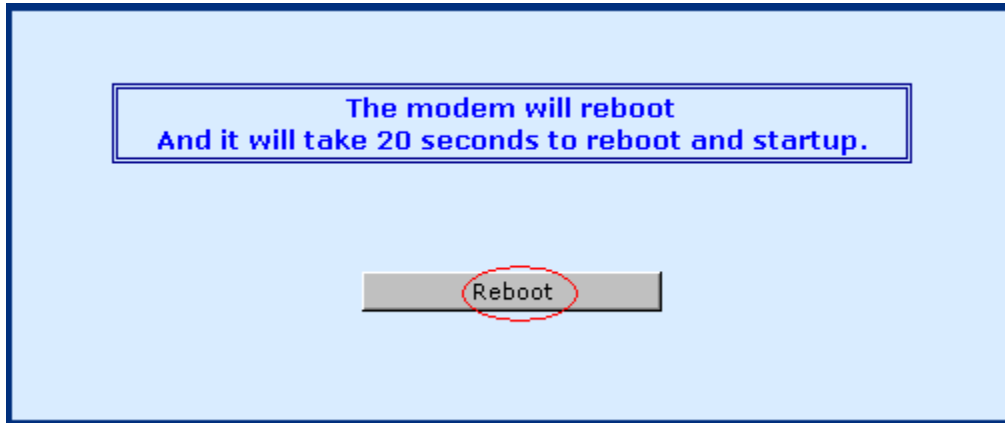 The modem will reboot
And it will take 20 seconds to reboot and startup.
Reboot